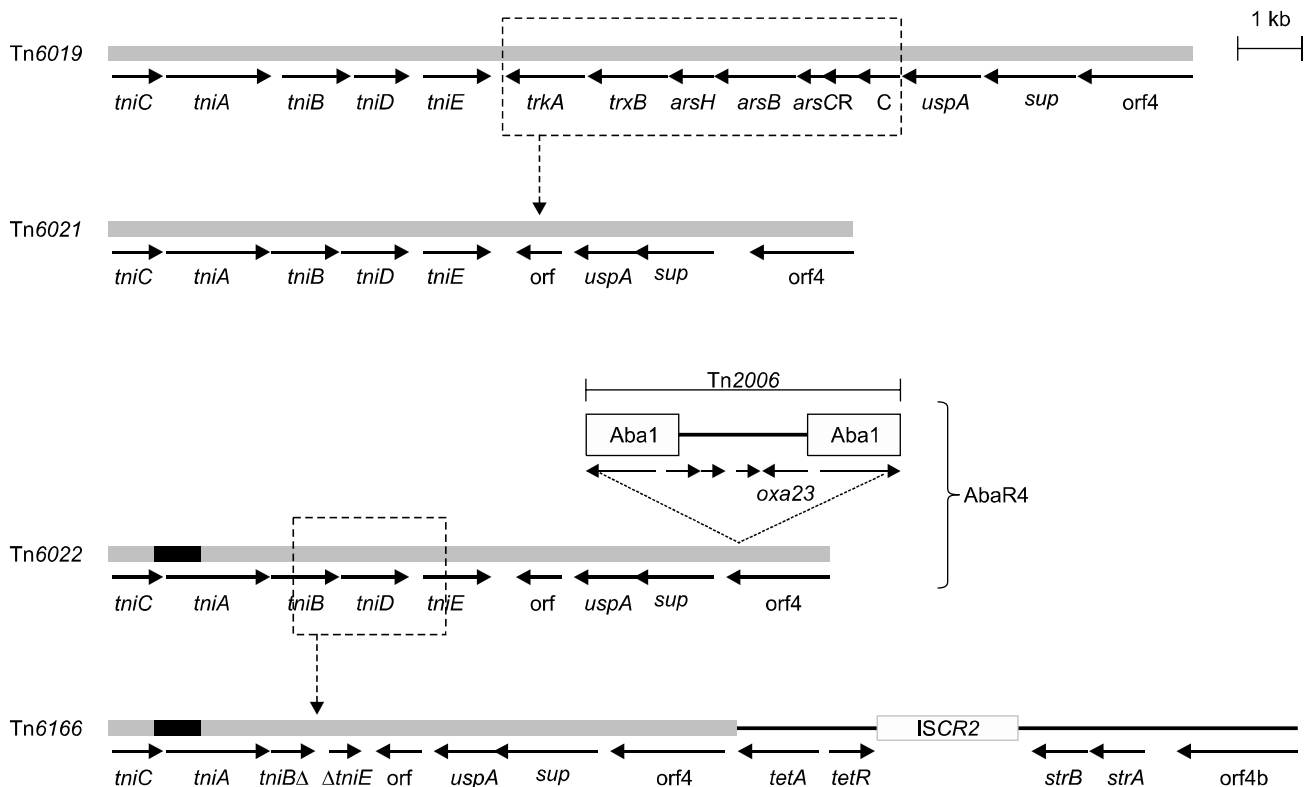 1 kb
Tn6019
tniC tniA tniB tniD tniE trkA trxB arsH arsB arsCR C uspA sup orf4
Tn6021
tniC tniA tniB tniD tniE orf uspA sup orf4
Tn2006
Aba1 Aba1
oxa23
AbaR4
Tn6022
tniC tniA tniB tniD tniE orf uspA sup orf4
Tn6166
ISCR2
tniC tniA tniBΔ ΔtniE orf uspA sup orf4 tetA tetR strB strA orf4b